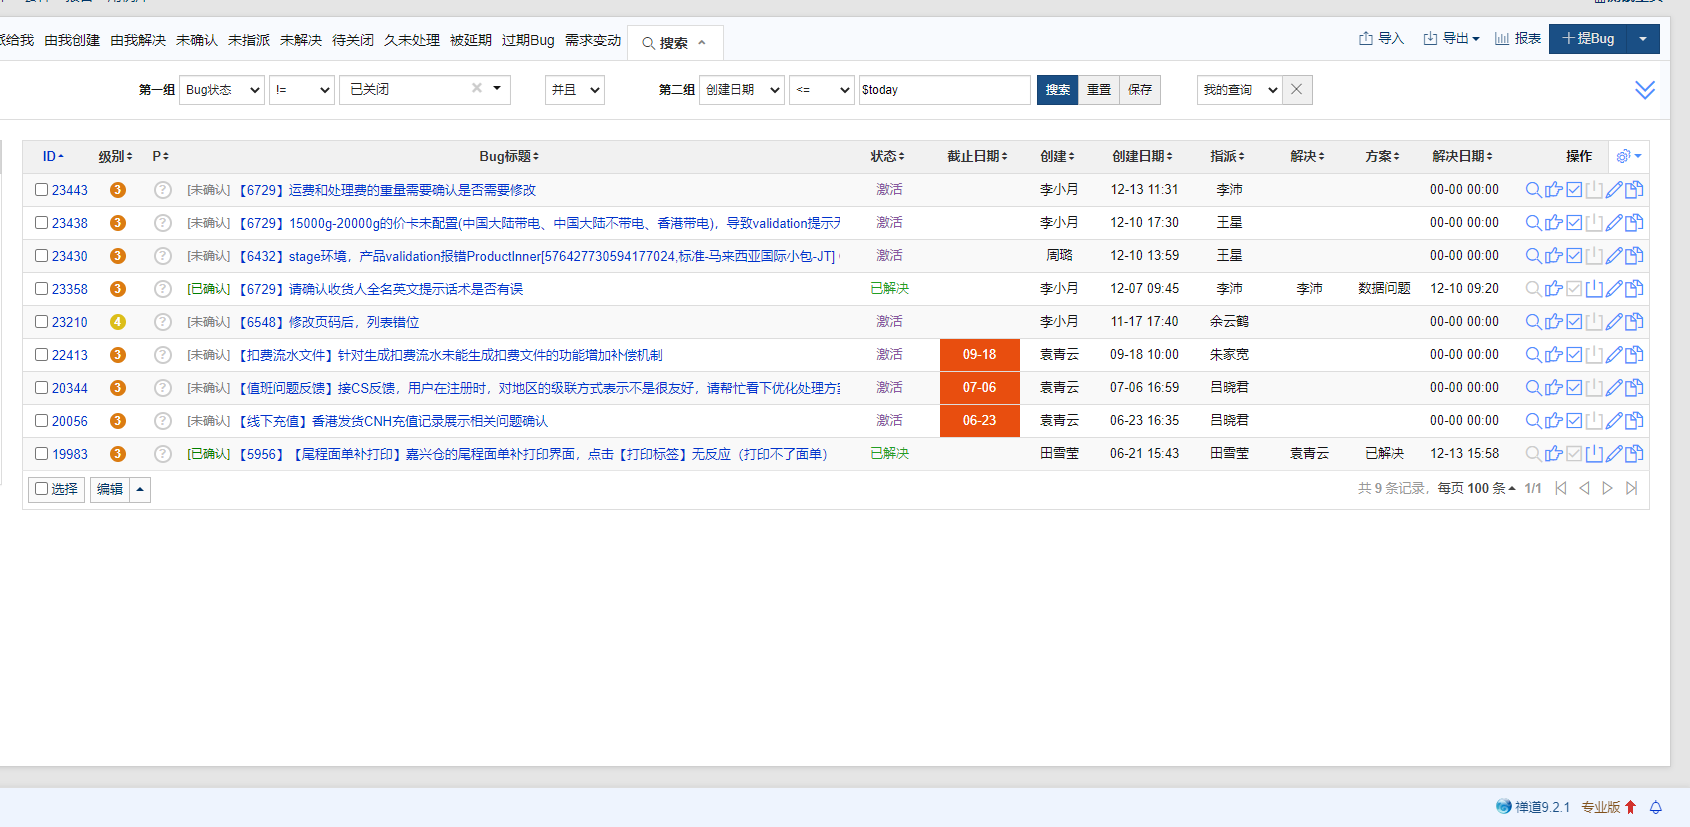 派给我 由我创建 由我解决 未确认 未指派 未解决 待关闭 久未处理 被延期 过期Bug 需求变动 搜索 导入 导出 报表 提Bug
第一组 Bug状态 != 已关闭 并且 第二组 创建日期 <= $today 搜索 重置 保存 我的查询
ID 级别 P Bug标题 状态 截止日期 创建 创建日期 指派 解决 方案 解决日期 操作
23443 3 ? [未确认] 【6729】运费和处理费的重量需要确认是否需要修改 激活 李小月 12-13 11:31 李沛 00-00 00:00
23438 3 ? [未确认] 【6729】15000g-20000g的价卡未配置(中国大陆带电、中国大陆不带电、香港带电)，导致validation提示 激活 李小月 12-10 17:30 王星 00-00 00:00
23430 3 ? [未确认] 【6432】stage环境，产品validation报错ProductInner[576427730594177024,标准-马来西亚国际小包-JT] 激活 周璐 12-10 13:59 王星 00-00 00:00
23358 3 ? [已确认] 【6729】请确认收货人全名英文提示话术是否有误 已解决 李小月 12-07 09:45 李沛 李沛 数据问题 12-10 09:20
23210 4 ? [未确认] 【6548】修改页码后，列表错位 激活 李小月 11-17 17:40 余云鹤 00-00 00:00
22413 3 ? [未确认] 【扣费流水文件】针对生成扣费流水未能生成扣费文件的功能增加补偿机制 激活 09-18 袁青云 09-18 10:00 朱家宽 00-00 00:00
20344 3 ? [未确认] 【值班问题反馈】接CS反馈，用户在注册时，对地区的级联方式表示不是很友好，请帮忙看下优化处理方 激活 07-06 袁青云 07-06 16:59 吕晓君 00-00 00:00
20056 3 ? [未确认] 【线下充值】香港发货CNH充值记录展示相关问题确认 激活 06-23 袁青云 06-23 16:35 吕晓君 00-00 00:00
19983 3 ? [已确认] 【5956】【尾程面单补打印】嘉兴仓的尾程面单补打印界面，点击【打印标签】无反应（打印不了面单） 已解决 田雪莹 06-21 15:43 田雪莹 袁青云 已解决 12-13 15:58
选择 编辑 共 9 条记录，每页 100 条 1/1
禅道9.2.1 专业版